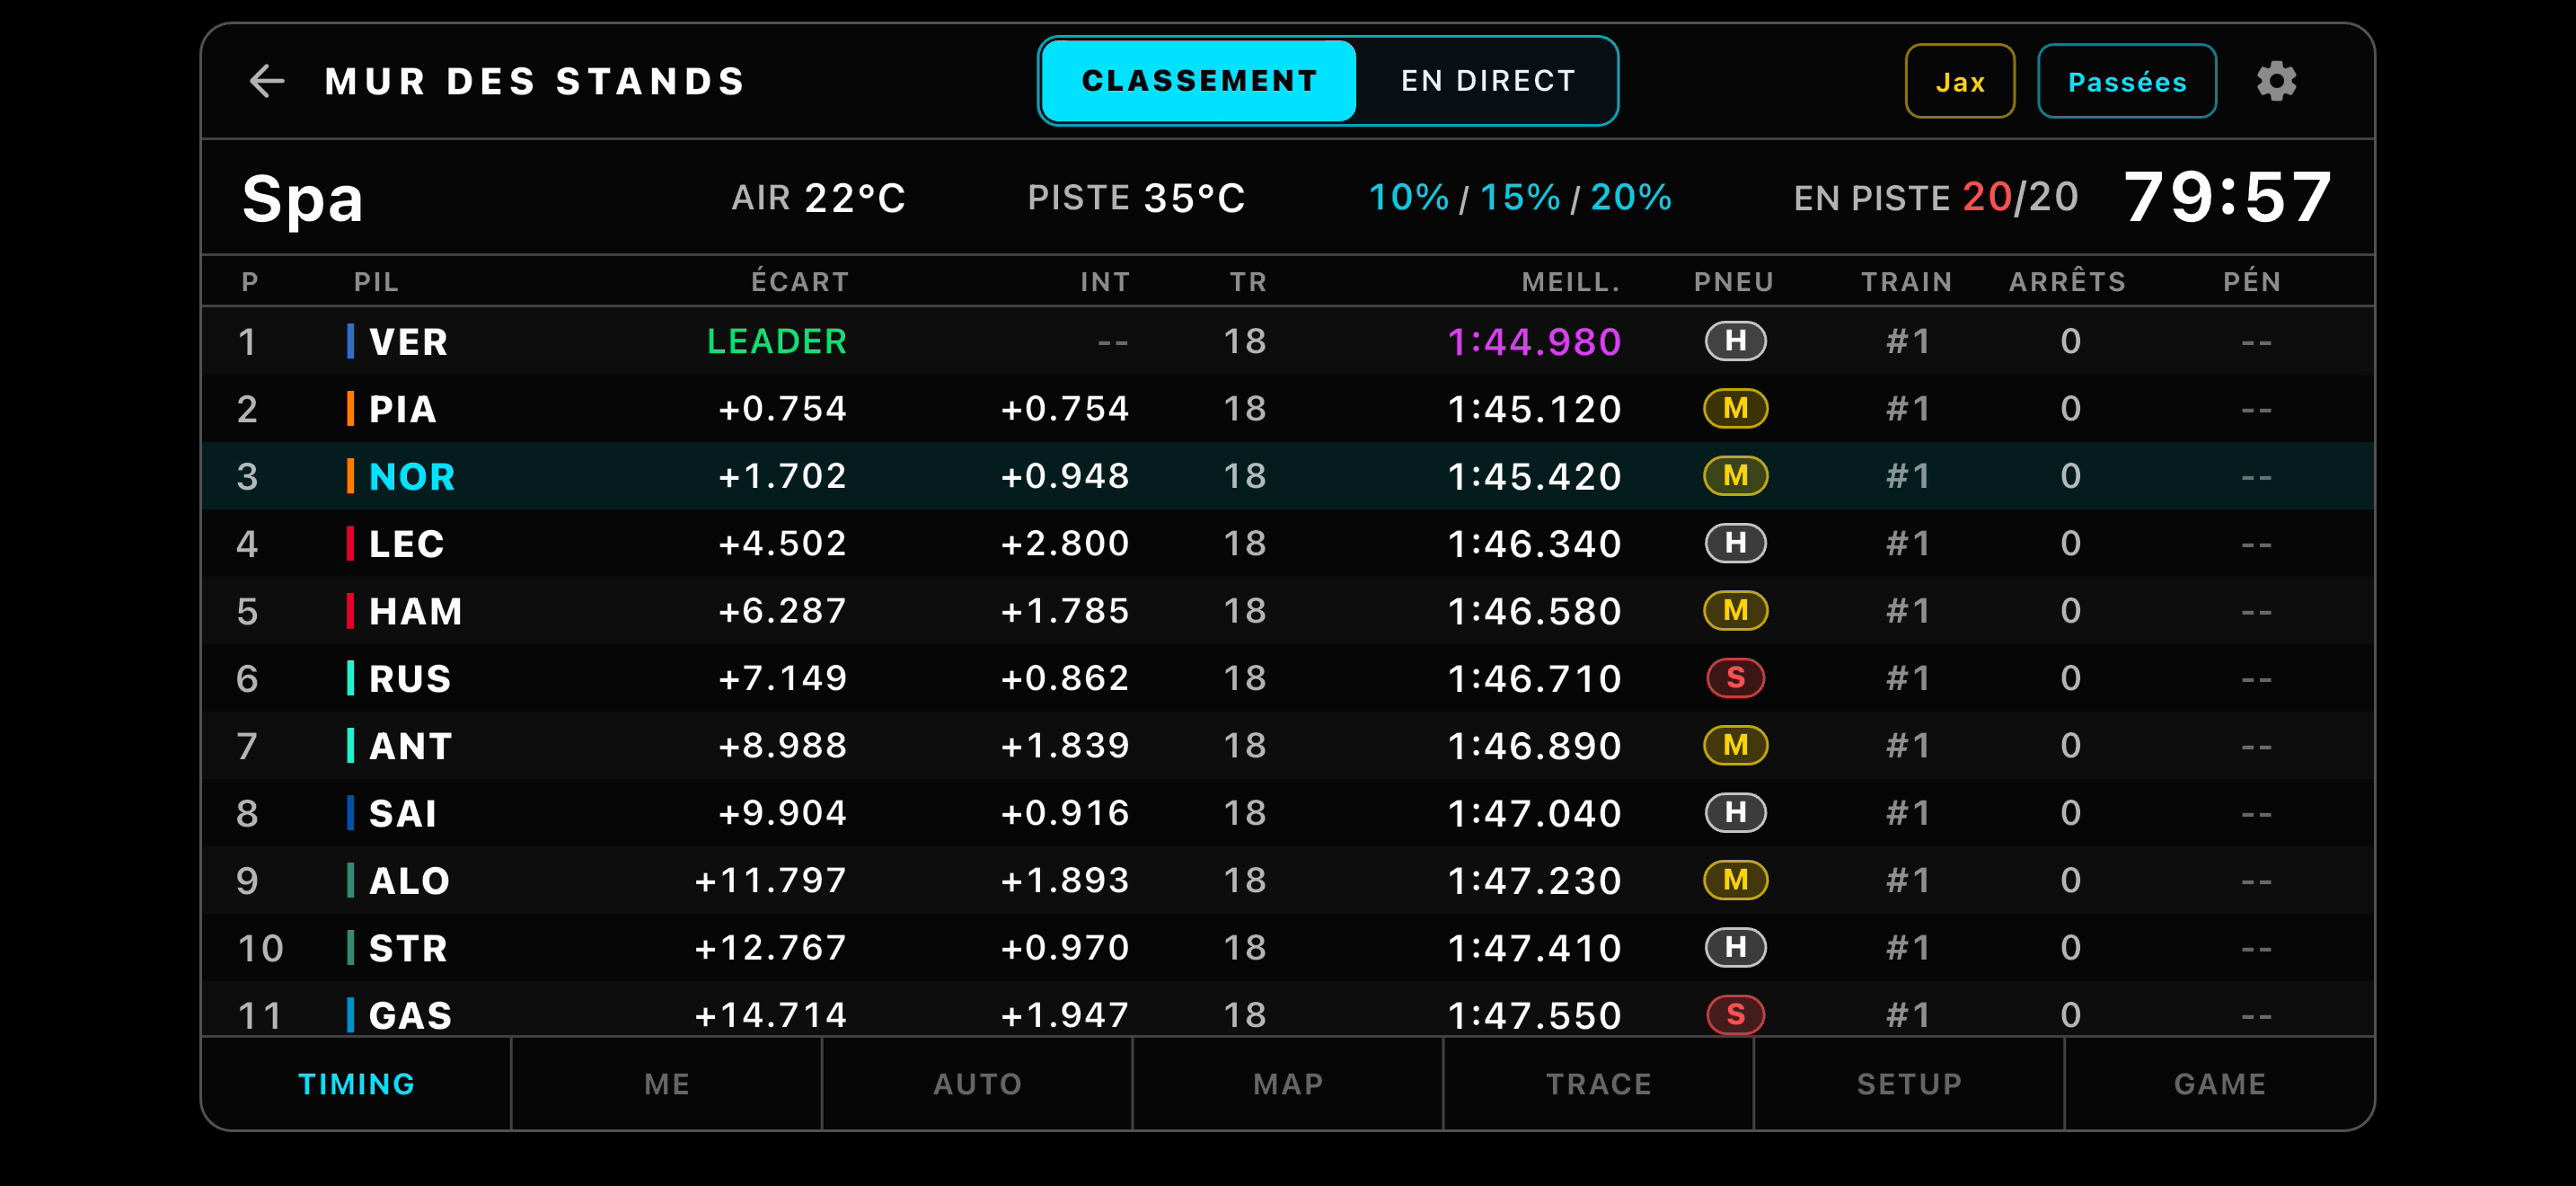 MUR DES STANDS CLASSEMENT EN DIRECT Jax Passées
Spa AIR 22°C PISTE 35°C 10% / 15% / 20% EN PISTE 20/20 79:57
P PIL ÉCART INT TR MEILL. PNEU TRAIN ARRÊTS PÉN
1 VER LEADER -- 18 1:44.980 H #1 0 --
2 PIA +0.754 +0.754 18 1:45.120 M #1 0 --
3 NOR +1.702 +0.948 18 1:45.420 M #1 0 --
4 LEC +4.502 +2.800 18 1:46.340 H #1 0 --
5 HAM +6.287 +1.785 18 1:46.580 M #1 0 --
6 RUS +7.149 +0.862 18 1:46.710 S #1 0 --
7 ANT +8.988 +1.839 18 1:46.890 M #1 0 --
8 SAI +9.904 +0.916 18 1:47.040 H #1 0 --
9 ALO +11.797 +1.893 18 1:47.230 M #1 0 --
10 STR +12.767 +0.970 18 1:47.410 H #1 0 --
11 GAS +14.714 +1.947 18 1:47.550 S #1 0 --
TIMING ME AUTO MAP TRACE SETUP GAME